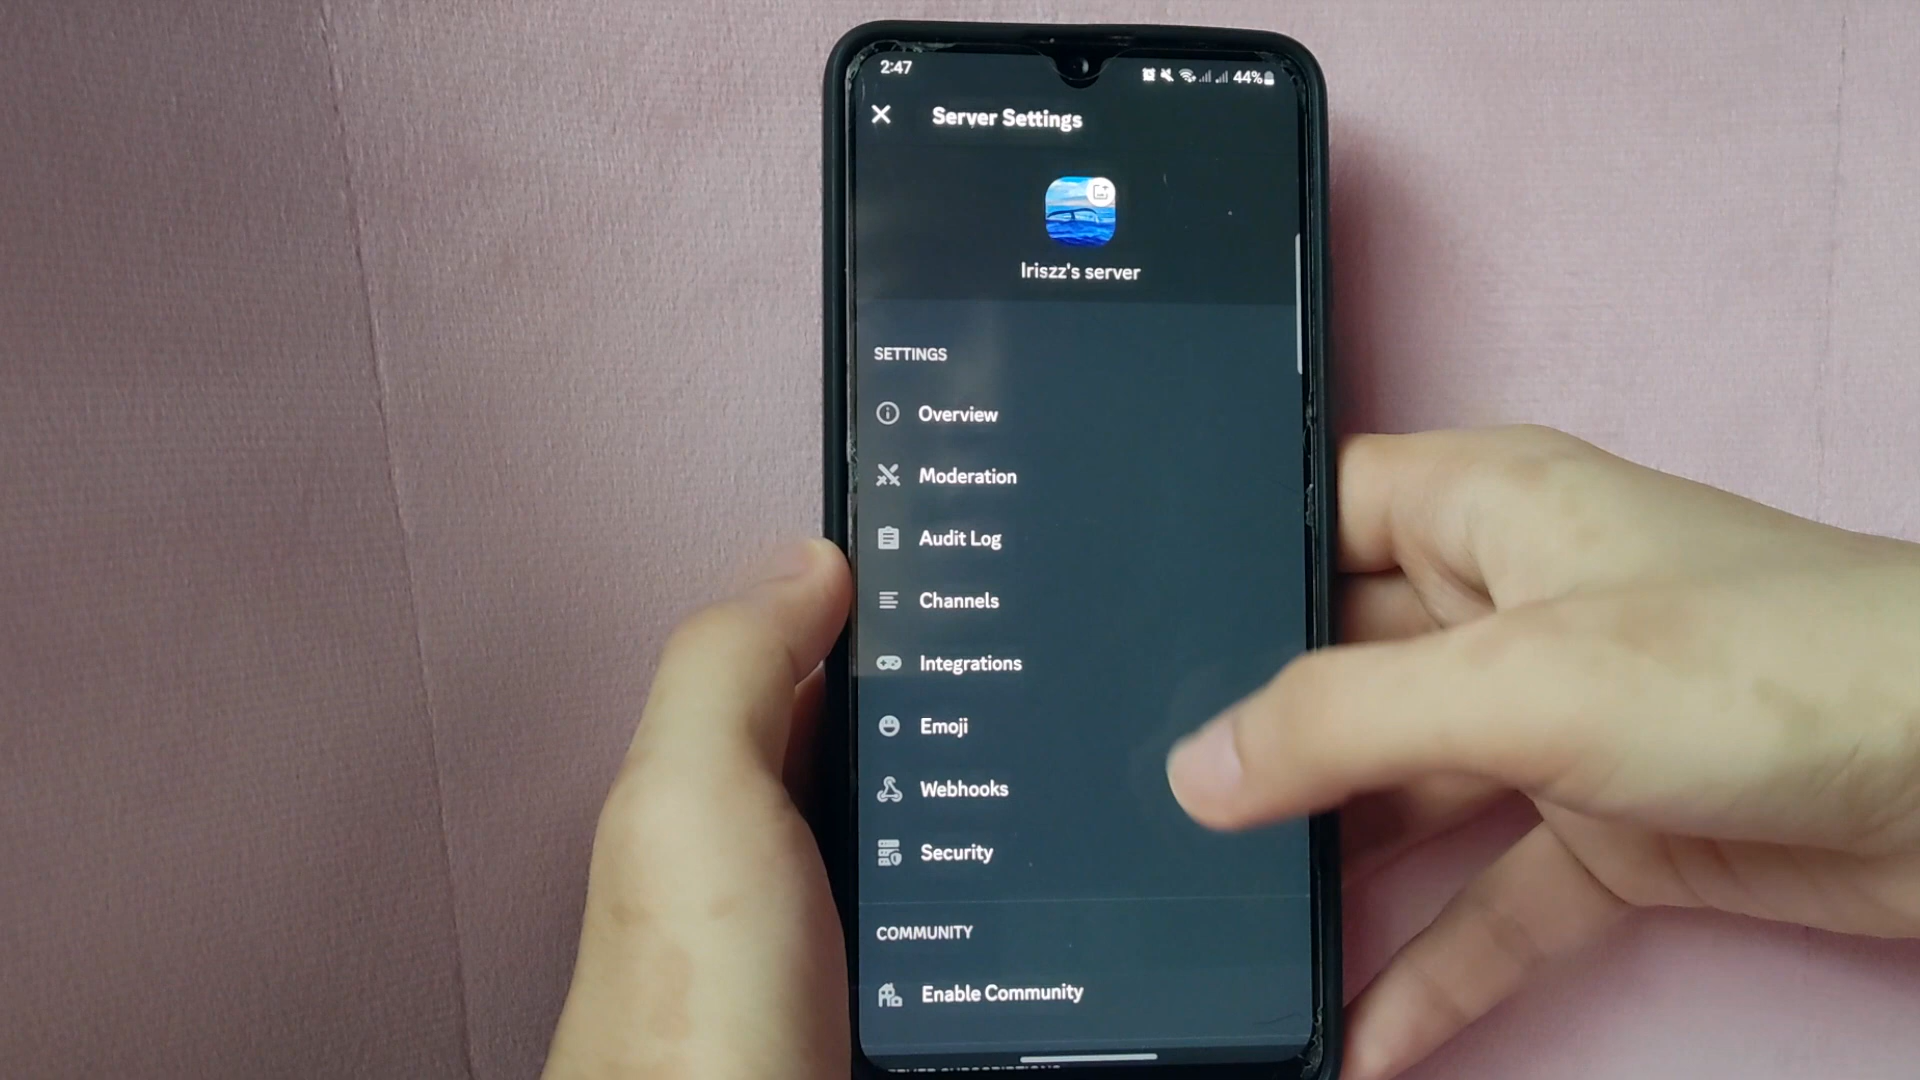 2:47
44%
Server Settings
Iriszz's server
SETTINGS
Overview
Moderation
Audit Log
Channels
Integrations
Emoji
Webhooks
Security
COMMUNITY
Enable Community